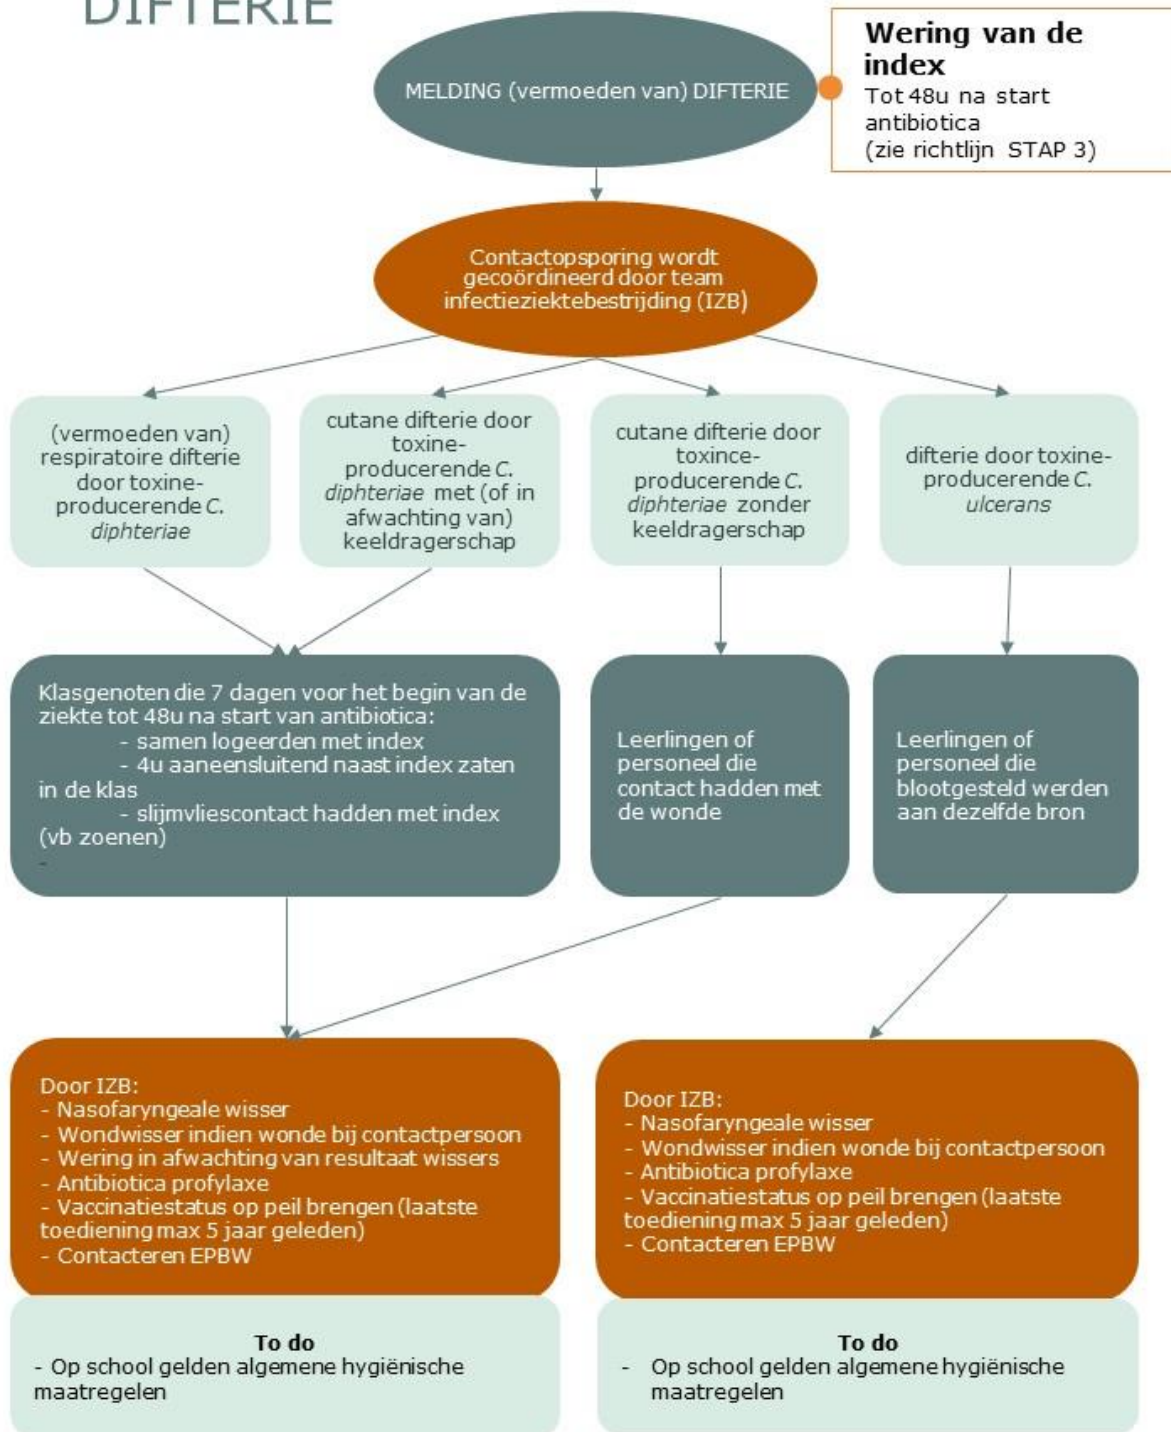 DIFTERIE
MELDING (vermoeden van) DIFTERIE
Wering van de
index
Tot 48u na start
antibiotica
(zie richtlijn STAP 3)
Contactopsporing wordt
gecoördineerd door team
infectieziektebestrijding (IZB)
(vermoeden van)
respiratoire difterie
door toxine-
producerende C.
diphteriae
cutane difterie door
toxine-
producerende C.
diphteriae met (of in
afwachting van)
keeldragerschap
cutane difterie door
toxince-
producerende C.
diphteriae zonder
keeldragerschap
difterie door toxine-
producerende C.
ulcerans
Klasgenoten die 7 dagen voor het begin van de
ziekte tot 48u na start van antibiotica:
- samen logeerden met index
- 4u aaneensluitend naast index zaten
in de klas
- slijmvliescontact hadden met index
(vb zoenen)
-
Leerlingen of
personeel die
contact hadden met
de wonde
Leerlingen of
personeel die
blootgesteld werden
aan dezelfde bron
Door IZB:
- Nasofaryngeale wisser
- Wondwisser indien wonde bij contactpersoon
- Wering in afwachting van resultaat wissers
- Antibiotica profylaxe
- Vaccinatiestatus op peil brengen (laatste
toediening max 5 jaar geleden)
- Contacteren EPBW
Door IZB:
- Nasofaryngeale wisser
- Wondwisser indien wonde bij contactpersoon
- Antibiotica profylaxe
- Vaccinatiestatus op peil brengen (laatste
toediening max 5 jaar geleden)
- Contacteren EPBW
To do
- Op school gelden algemene hygiënische
maatregelen
To do
- Op school gelden algemene hygiënische
maatregelen